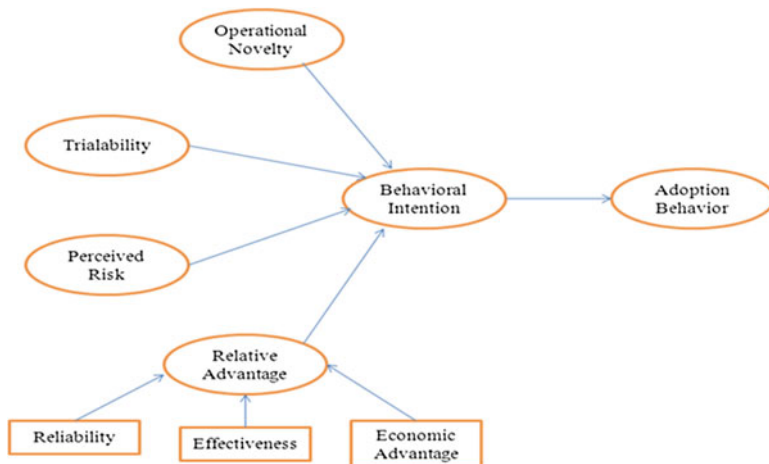 Operational
Novelty
Trialability
Behavioral
Intention
Adoption
Behavior
Perceived
Risk
Relative
Advantage
Reliability
Effectiveness
Economic
Advantage